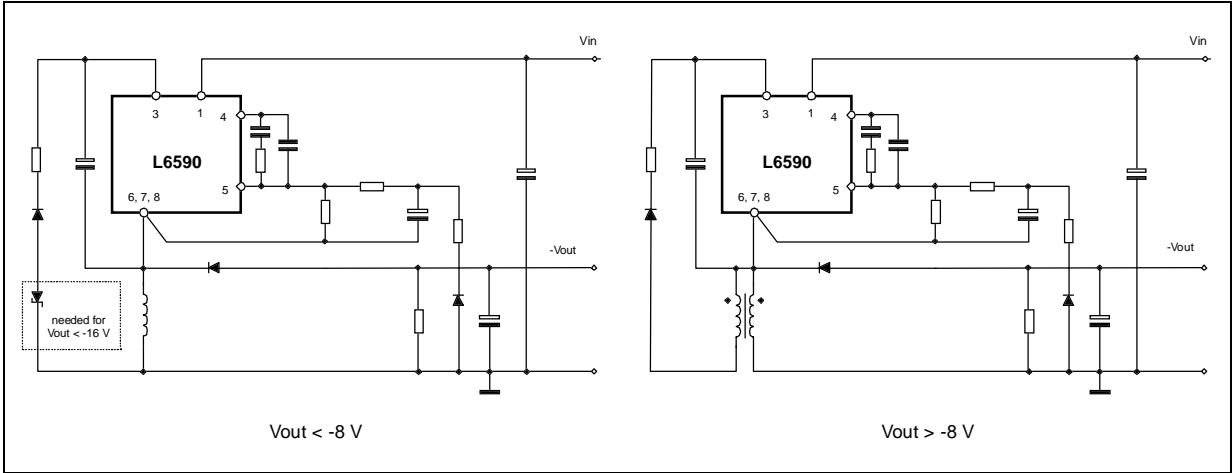 Vin
3
1
4
L6590
5
6, 7, 8
-Vout
needed for
Vout < -16 V
Vout < -8 V
Vin
3
1
4
L6590
5
6, 7, 8
-Vout
Vout > -8 V